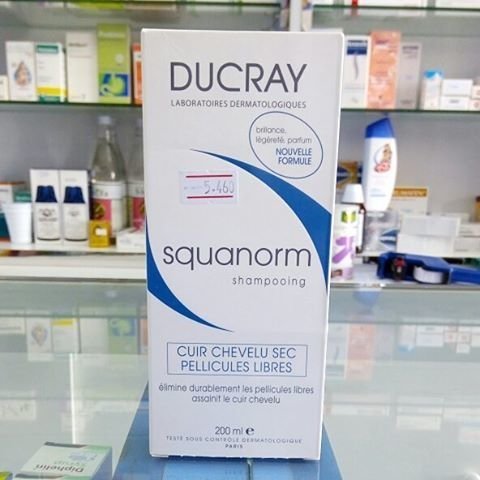 DUCRAY
LABORATOIRES DERMATOLOGIQUES
brillance,
légèreté, parfum
NOUVELLE
FORMULE
5.460
squanorm
shampooing
CUIR CHEVELU SEC
PELLICULES LIBRES
élimine durablement les pellicules libres
assainit le cuir chevelu
200 ml e
TESTÉ SOUS CONTRÔLE DERMATOLOGIQUE
PARIS
Diphelin